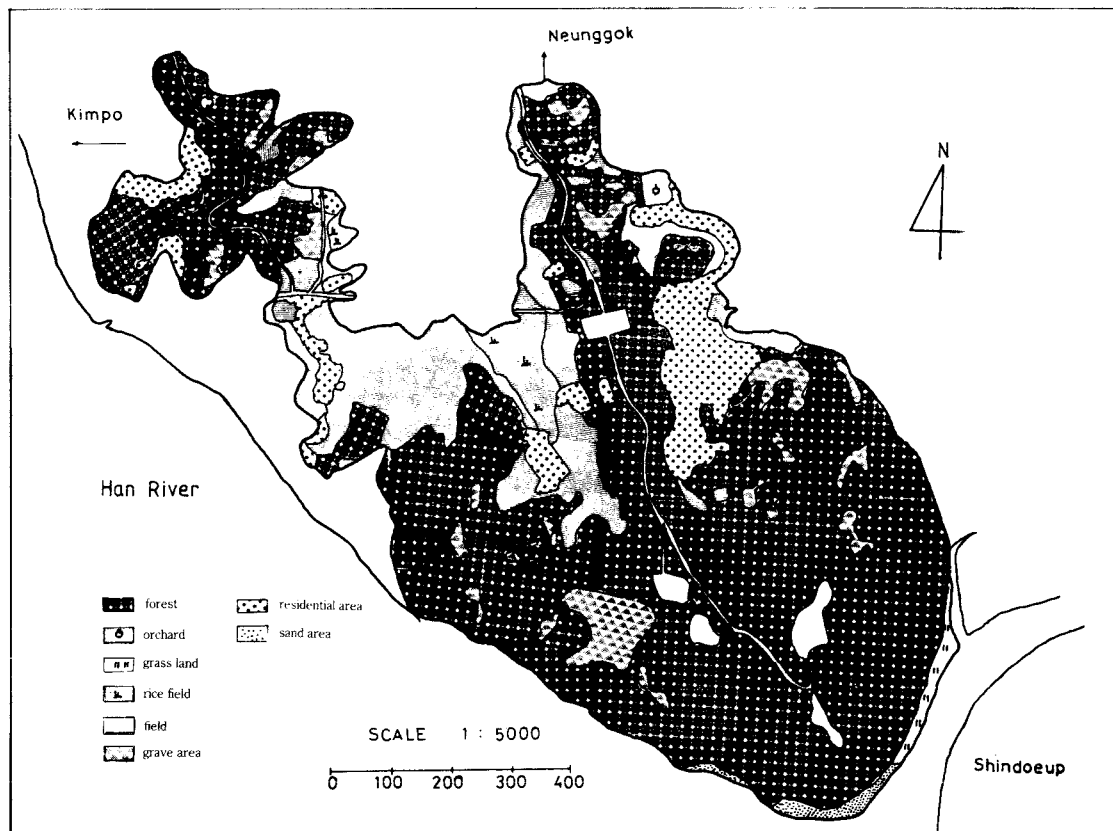 Neunggok
Kimpo
N
Han River
forest
residential area
orchard
sand area
grass land
rice field
field
grave area
SCALE 1 : 5000
0 100 200 300 400
Shindoeup